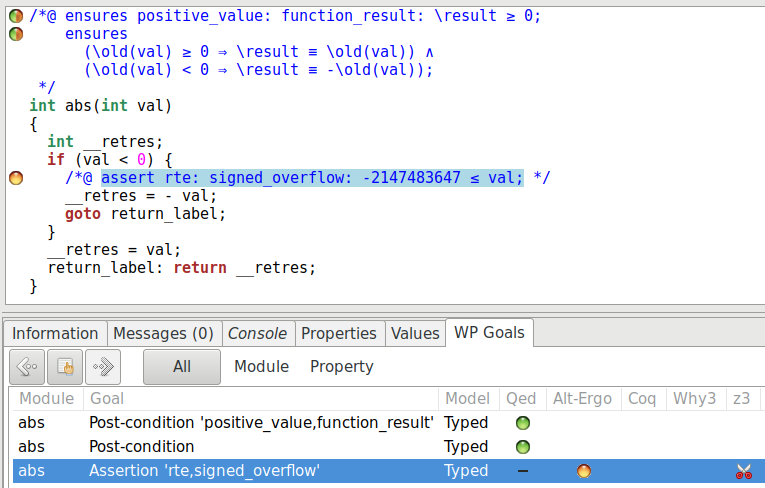 /*@ ensures positive_value: function_result: \result ≥ 0;
ensures
(\old(val) ≥ 0 ⇒ \result ≡ \old(val)) ∧
(\old(val) < 0 ⇒ \result ≡ -\old(val));
*/
int abs(int val)
{
int __retres;
if (val < 0) {
/*@ assert rte: signed_overflow: -2147483647 ≤ val; */
__retres = - val;
goto return_label;
}
__retres = val;
return_label: return __retres;
}
Information Messages (0) Console Properties Values WP Goals
All Module Property
Module Goal Model Qed Alt-Ergo Coq Why3 z3
abs Post-condition 'positive_value,function_result' Typed
abs Post-condition Typed
abs Assertion 'rte,signed_overflow' Typed